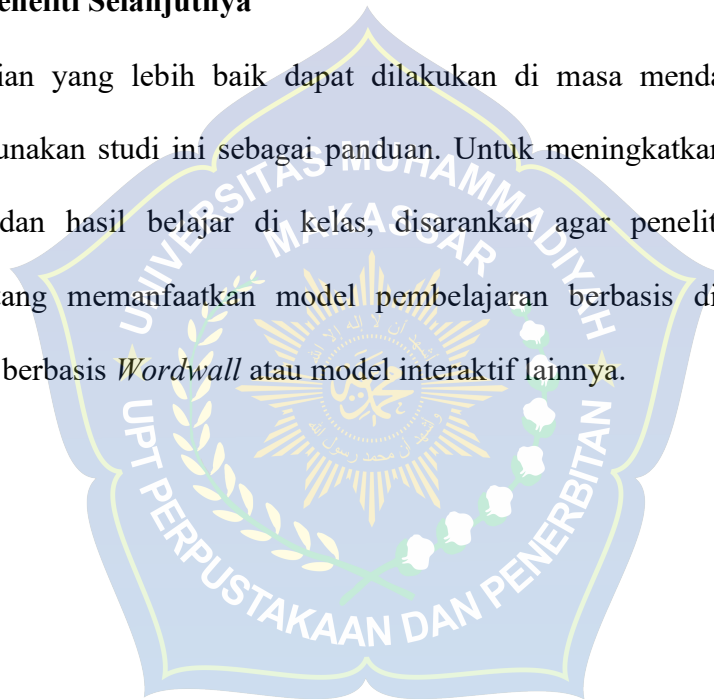 eneliti Selanjutnya
ian yang lebih baik dapat dilakukan di masa menda
unakan studi ini sebagai panduan. Untuk meningkatkan
dan hasil belajar di kelas, disarankan agar penelit
tang memanfaatkan model pembelajaran berbasis di
berbasis Wordwall atau model interaktif lainnya.
UNIVERSITAS MUHAMMADIYAH
MAKASSAR
UPT PERPUSTAKAAN DAN PENERBITAN